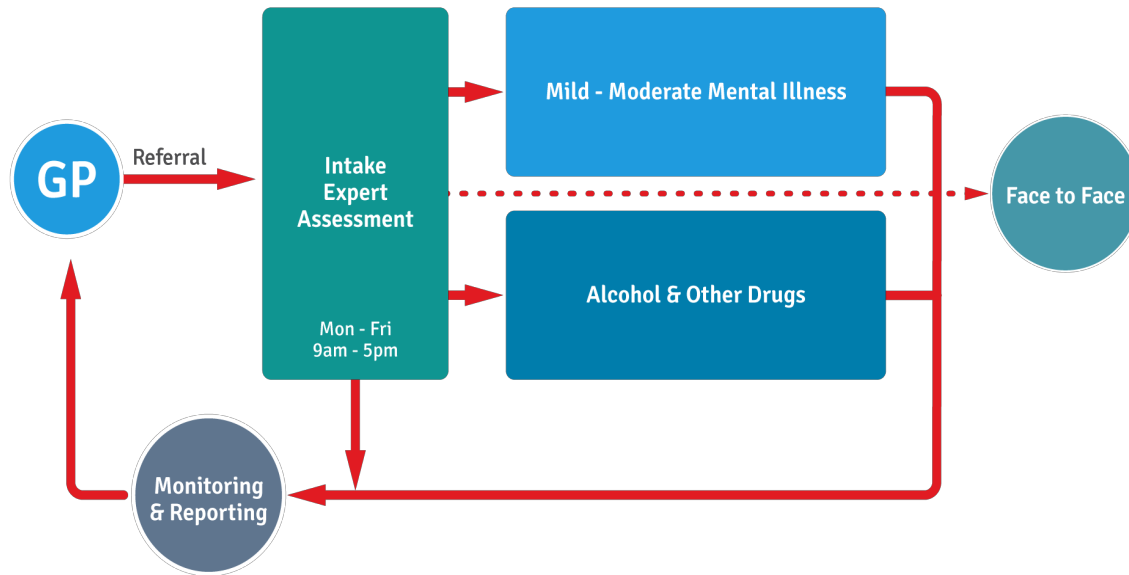 GP
Referral
Intake
Expert
Assessment
Mon - Fri
9am - 5pm
Mild - Moderate Mental Illness
Alcohol & Other Drugs
Face to Face
Monitoring
& Reporting